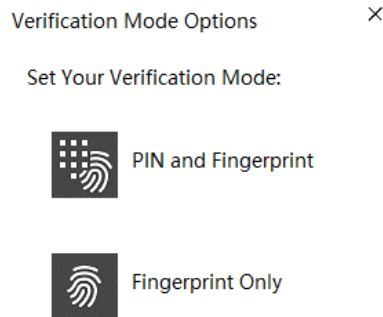 Verification Mode Options
Set Your Verification Mode:
PIN and Fingerprint
Fingerprint Only